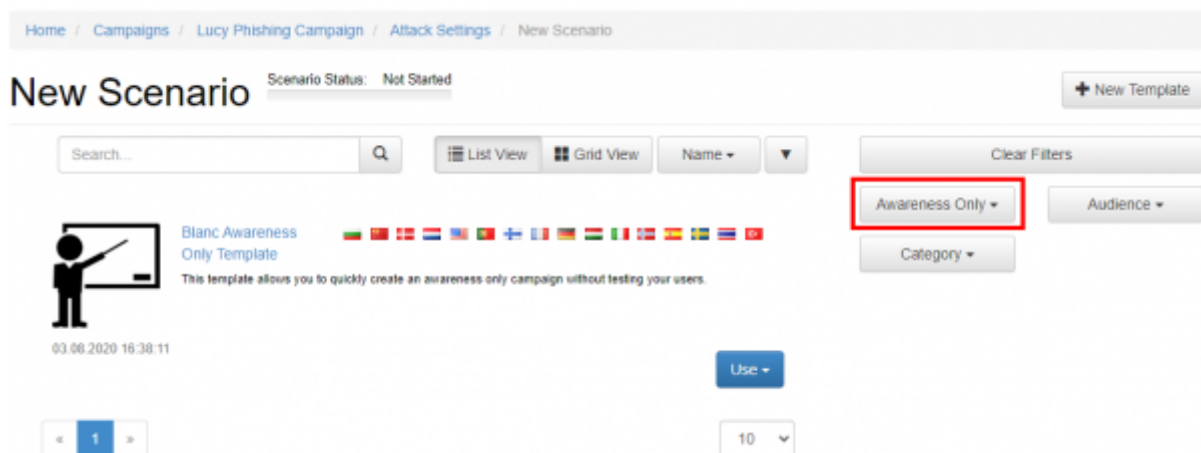 Home / Campaigns / Lucy Phishing Campaign / Attack Settings / New Scenario
New Scenario
Scenario Status: Not Started
New Template
Search...
List View
Grid View
Name
Clear Filters
Awareness Only
Audience
Category
Blanc Awareness
Only Template
This template allows you to quickly create an awareness only campaign without testing your users.
03.08.2020 16:38:11
Use
« 1 »
10